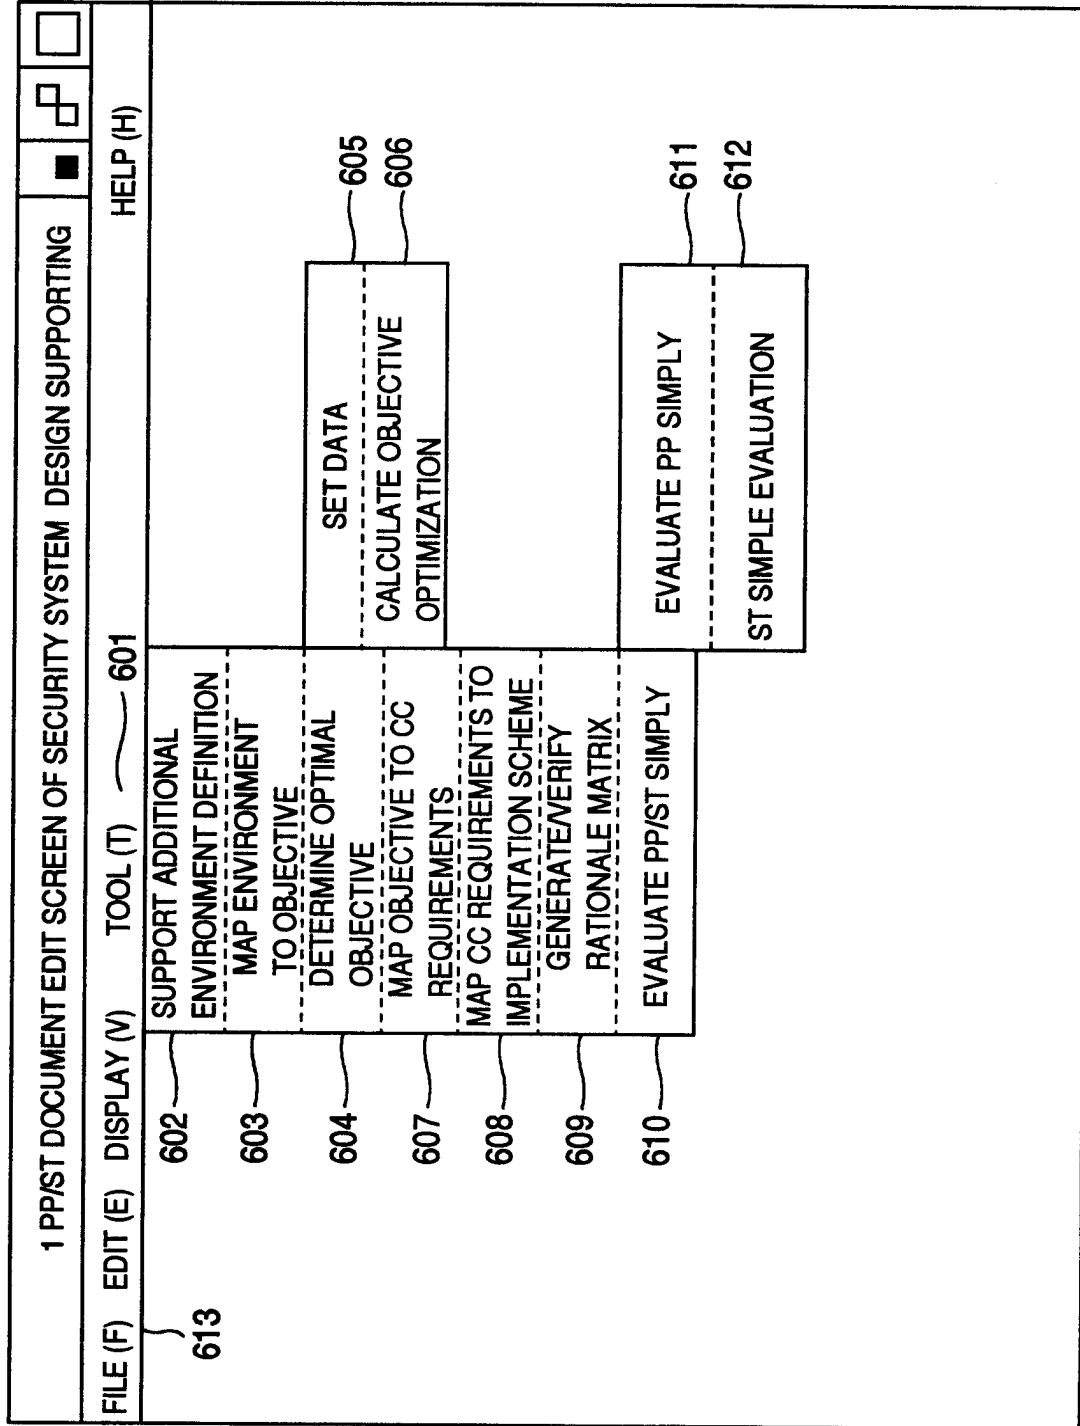 1 PP/ST DOCUMENT EDIT SCREEN OF SECURITY SYSTEM DESIGN SUPPORTING
FILE (F) EDIT (E) DISPLAY (V) TOOL (T) 601 HELP (H)
613
602
SUPPORT ADDITIONAL
ENVIRONMENT DEFINITION
603
MAP ENVIRONMENT
TO OBJECTIVE
604
DETERMINE OPTIMAL
OBJECTIVE
SET DATA
605
CALCULATE OBJECTIVE
OPTIMIZATION
606
607
MAP OBJECTIVE TO CC
REQUIREMENTS
608
MAP CC REQUIREMENTS TO
IMPLEMENTATION SCHEME
609
GENERATE/VERIFY
RATIONALE MATRIX
610
EVALUATE PP/ST SIMPLY
EVALUATE PP SIMPLY
611
ST SIMPLE EVALUATION
612